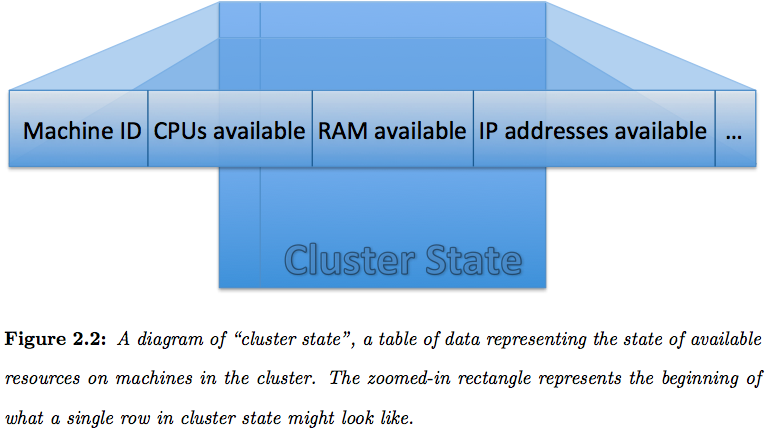 Machine ID CPUs available RAM available IP addresses available ...
Cluster State
Figure 2.2: A diagram of “cluster state”, a table of data representing the state of available
resources on machines in the cluster. The zoomed-in rectangle represents the beginning of
what a single row in cluster state might look like.